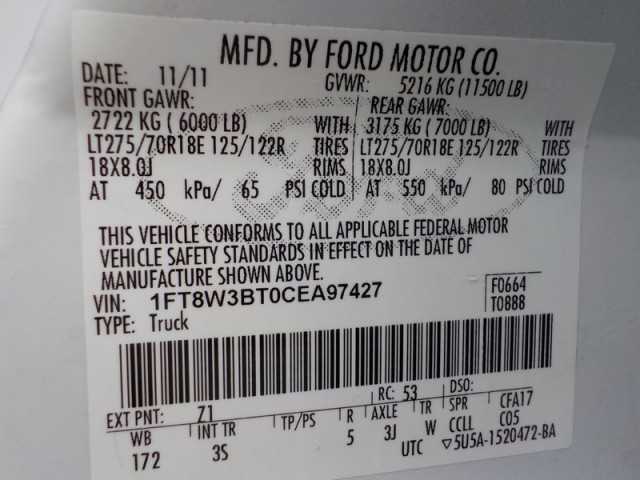 MFD. BY FORD MOTOR CO.
DATE: 11/11 GVWR: 5216 KG (11500 LB)
FRONT GAWR: REAR GAWR:
2722 KG ( 6000 LB) WITH 3175 KG ( 7000 LB) WITH
LT275/70R18E 125/122R TIRES LT275/70R18E 125/122R TIRES
18X8.0J RIMS 18X8.0J RIMS
AT 450 kPa/ 65 PSI COLD AT 550 kPa/ 80 PSI COLD
THIS VEHICLE CONFORMS TO ALL APPLICABLE FEDERAL MOTOR
VEHICLE SAFETY STANDARDS IN EFFECT ON THE DATE OF
MANUFACTURE SHOWN ABOVE.
VIN: 1FT8W3BT0CEA97427 F0664
TYPE: Truck T0888
EXT PNT: Z1 RC: 53 DSO:
WB INT TR TP/PS R AXLE TR SPR CFA17
172 3S 5 3J W CCLL C05
UTC ▽5U5A-1520472-BA